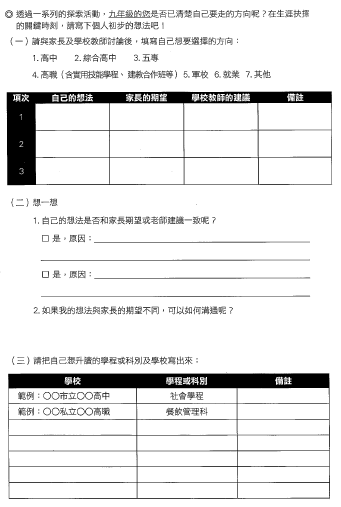 ◎ 透過一系列的探索活動，九年級的您是否已清楚自己要走的方向呢？在生涯抉擇
的關鍵時刻，請寫下個人初步的想法吧！
（一）請與家長及學校教師討論後，填寫自己想要選擇的方向：
1.高中 2.綜合高中 3.五專
4.高職（含實用技能學程、建教合作班等）5.軍校 6.就業 7.其他
項次 自己的想法 家長的期望 學校教師的建議 備註
1
2
3
（二）想一想
1.自己的想法是否和家長期望或老師建議一致呢？
□ 是，原因：
□ 是，原因：
2.如果我的想法與家長的期望不同，可以如何溝通呢？
（三）請把自己想升讀的學程或科別及學校寫出來：
學校 學程或科別 備註
範例：○○市立○○高中 社會學程
範例：○○私立○○高職 餐飲管理科